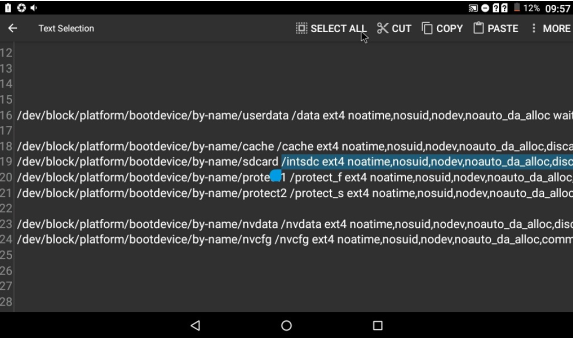 12% 09:57
Text Selection SELECT ALL CUT COPY PASTE MORE
12
13
14
15
16 /dev/block/platform/bootdevice/by-name/userdata /data ext4 noatime,nosuid,nodev,noauto_da_alloc wait
17
18 /dev/block/platform/bootdevice/by-name/cache /cache ext4 noatime,nosuid,nodev,noauto_da_alloc,disca
19 /dev/block/platform/bootdevice/by-name/sdcard /intsdc ext4 noatime,nosuid,nodev,noauto_da_alloc,disc
20 /dev/block/platform/bootdevice/by-name/prote 1 /protect_f ext4 noatime,nosuid,nodev,noauto_da_alloc,
21 /dev/block/platform/bootdevice/by-name/protect2 /protect_s ext4 noatime,nosuid,nodev,noauto_da_alloc
22
23 /dev/block/platform/bootdevice/by-name/nvdata /nvdata ext4 noatime,nosuid,nodev,noauto_da_alloc,disc
24 /dev/block/platform/bootdevice/by-name/nvcfg /nvcfg ext4 noatime,nosuid,nodev,noauto_da_alloc,comm
25
26
27
28